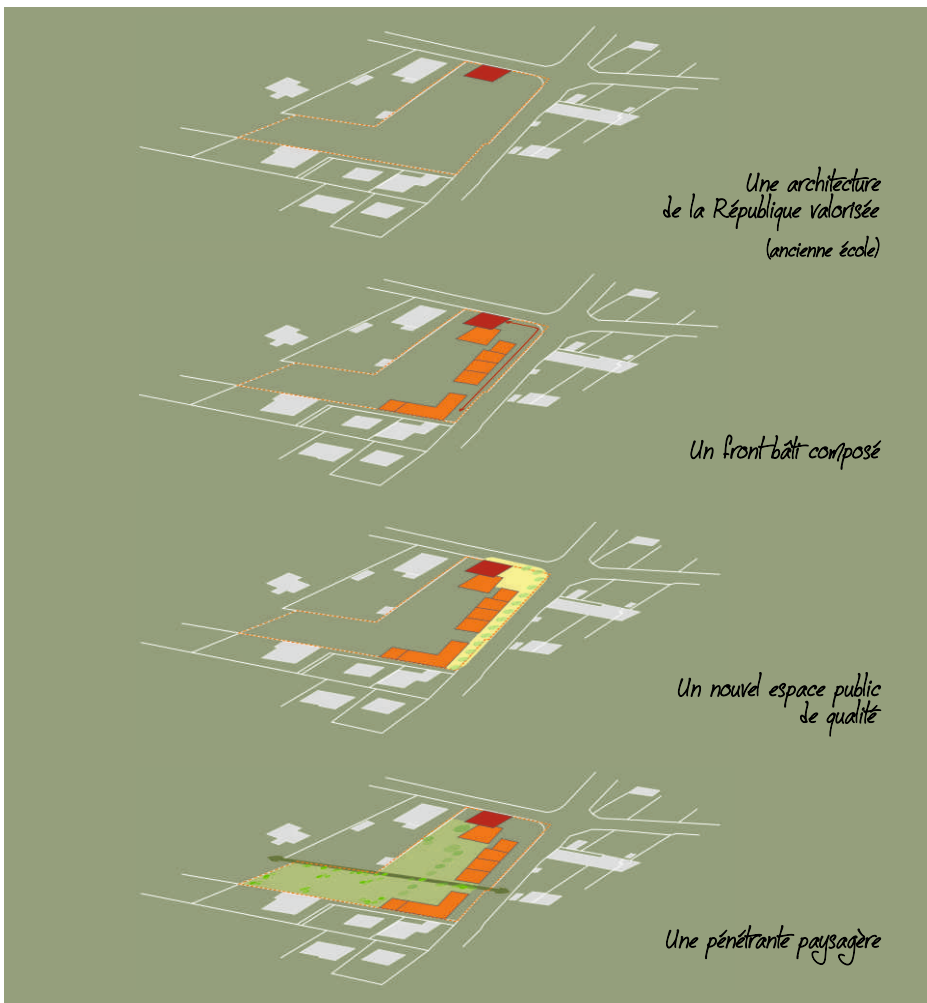 Une architecture
de la République valorisée
(ancienne école)
Un front bâti composé
Un nouvel espace public
de qualité
Une pénétrante paysagère